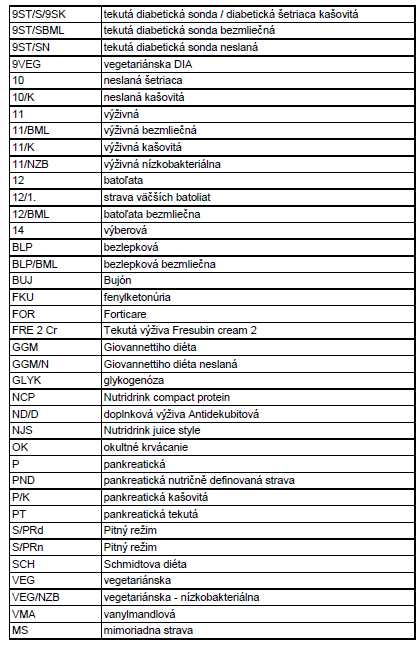 9ST/S/9SK tekutá diabetická sonda / diabetická šetriaca kašovitá
9ST/SBML tekutá diabetická sonda bezmliečná
9ST/SN tekutá diabetická sonda neslaná
9VEG vegetariánska DIA
10 neslaná šetriaca
10/K neslaná kašovitá
11 výživná
11/BML výživná bezmliečná
11/K výživná kašovitá
11/NZB výživná nízkobakteriálna
12 batoľata
12/1. strava väčších batoliat
12/BML batoľata bezmliečna
14 výberová
BLP bezlepková
BLP/BML bezlepková bezmliečna
BUJ Bujón
FKU fenylketonúria
FOR Forticare
FRE 2 Cr Tekutá výživa Fresubin cream 2
GGM Giovannettiho diéta
GGM/N Giovannettiho diéta neslaná
GLYK glykogenóza
NCP Nutridrink compact protein
ND/D doplnková výživa Antidekubitová
NJS Nutridrink juice style
OK okultné krvácanie
P pankreatická
PND pankreatická nutričně definovaná strava
P/K pankreatická kašovitá
PT pankreatická tekutá
S/PRd Pitný režim
S/PRn Pitný režim
SCH Schmidtova diéta
VEG vegetariánska
VEG/NZB vegetariánska - nízkobakteriálna
VMA vanylmandlová
MS mimoriadna strava